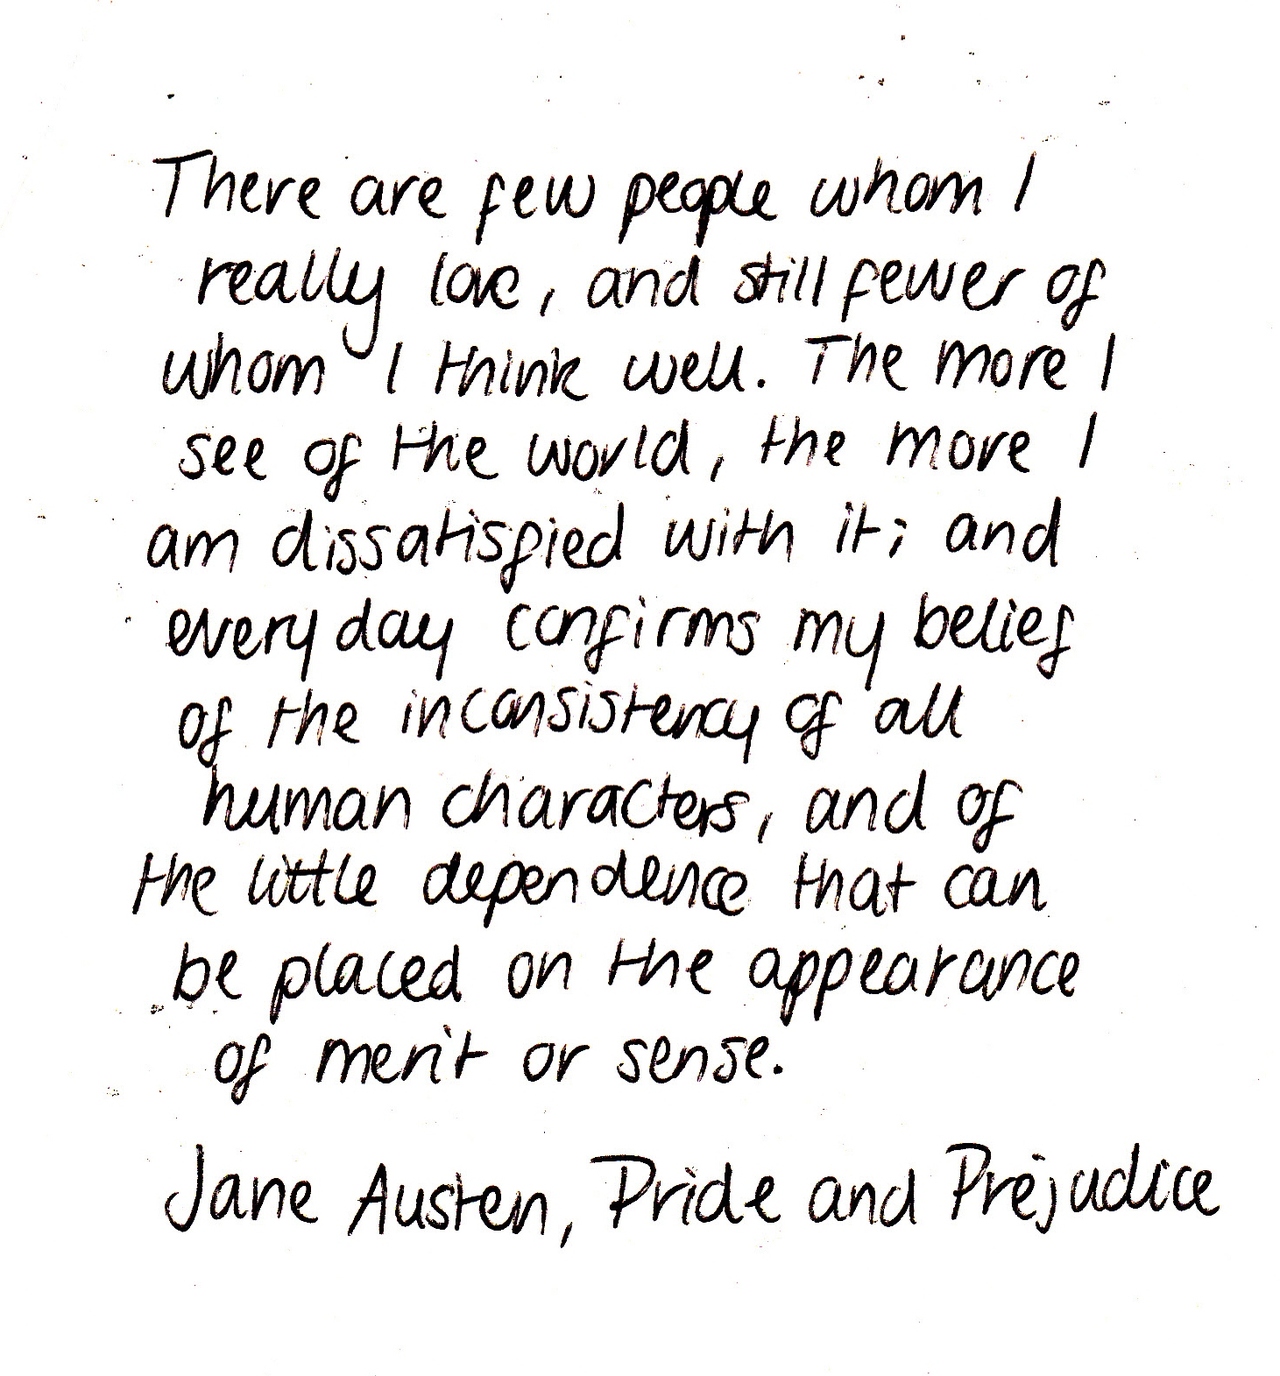 There are few people whom I
really love, and still fewer of
whom I think well. The more I
see of the world, the more I
am dissatisfied with it; and
every day confirms my belief
of the inconsistency of all
human characters, and of
the little dependence that can
be placed on the appearance
of merit or sense.
Jane Austen, Pride and Prejudice